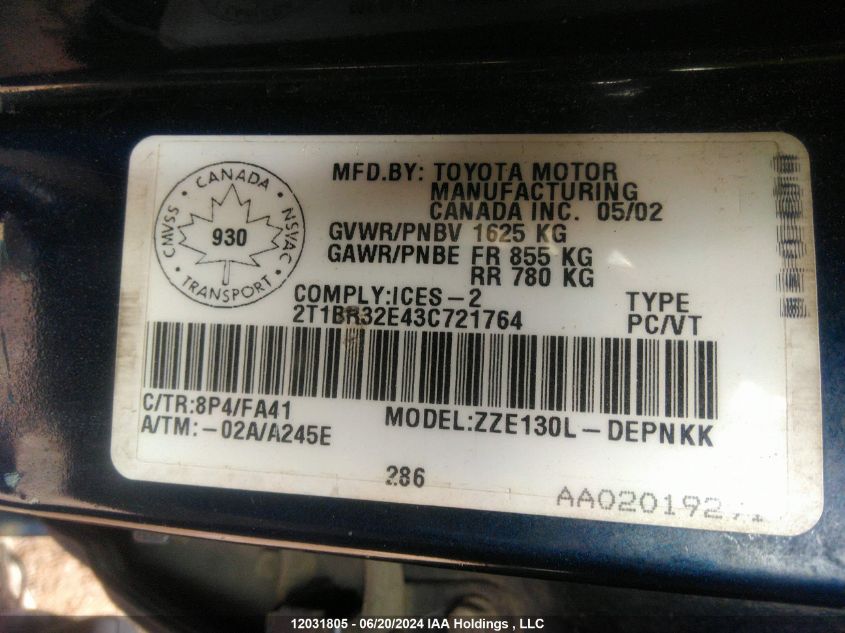 CANADA
CMVSS
NSVAC
930
TRANSPORT
MFD.BY: TOYOTA MOTOR
MANUFACTURING
CANADA INC. 05/02
GVWR/PNBV 1625 KG
GAWR/PNBE FR 855 KG
RR 780 KG
COMPLY:ICES-2
2T1BR32E43C721764
TYPE
PC/VT
C/TR:8P4/FA41
A/TM:-02A/A245E
MODEL:ZZE130L-DEPNKK
286
12031805 - 06/20/2024 IAA Holdings , LLC